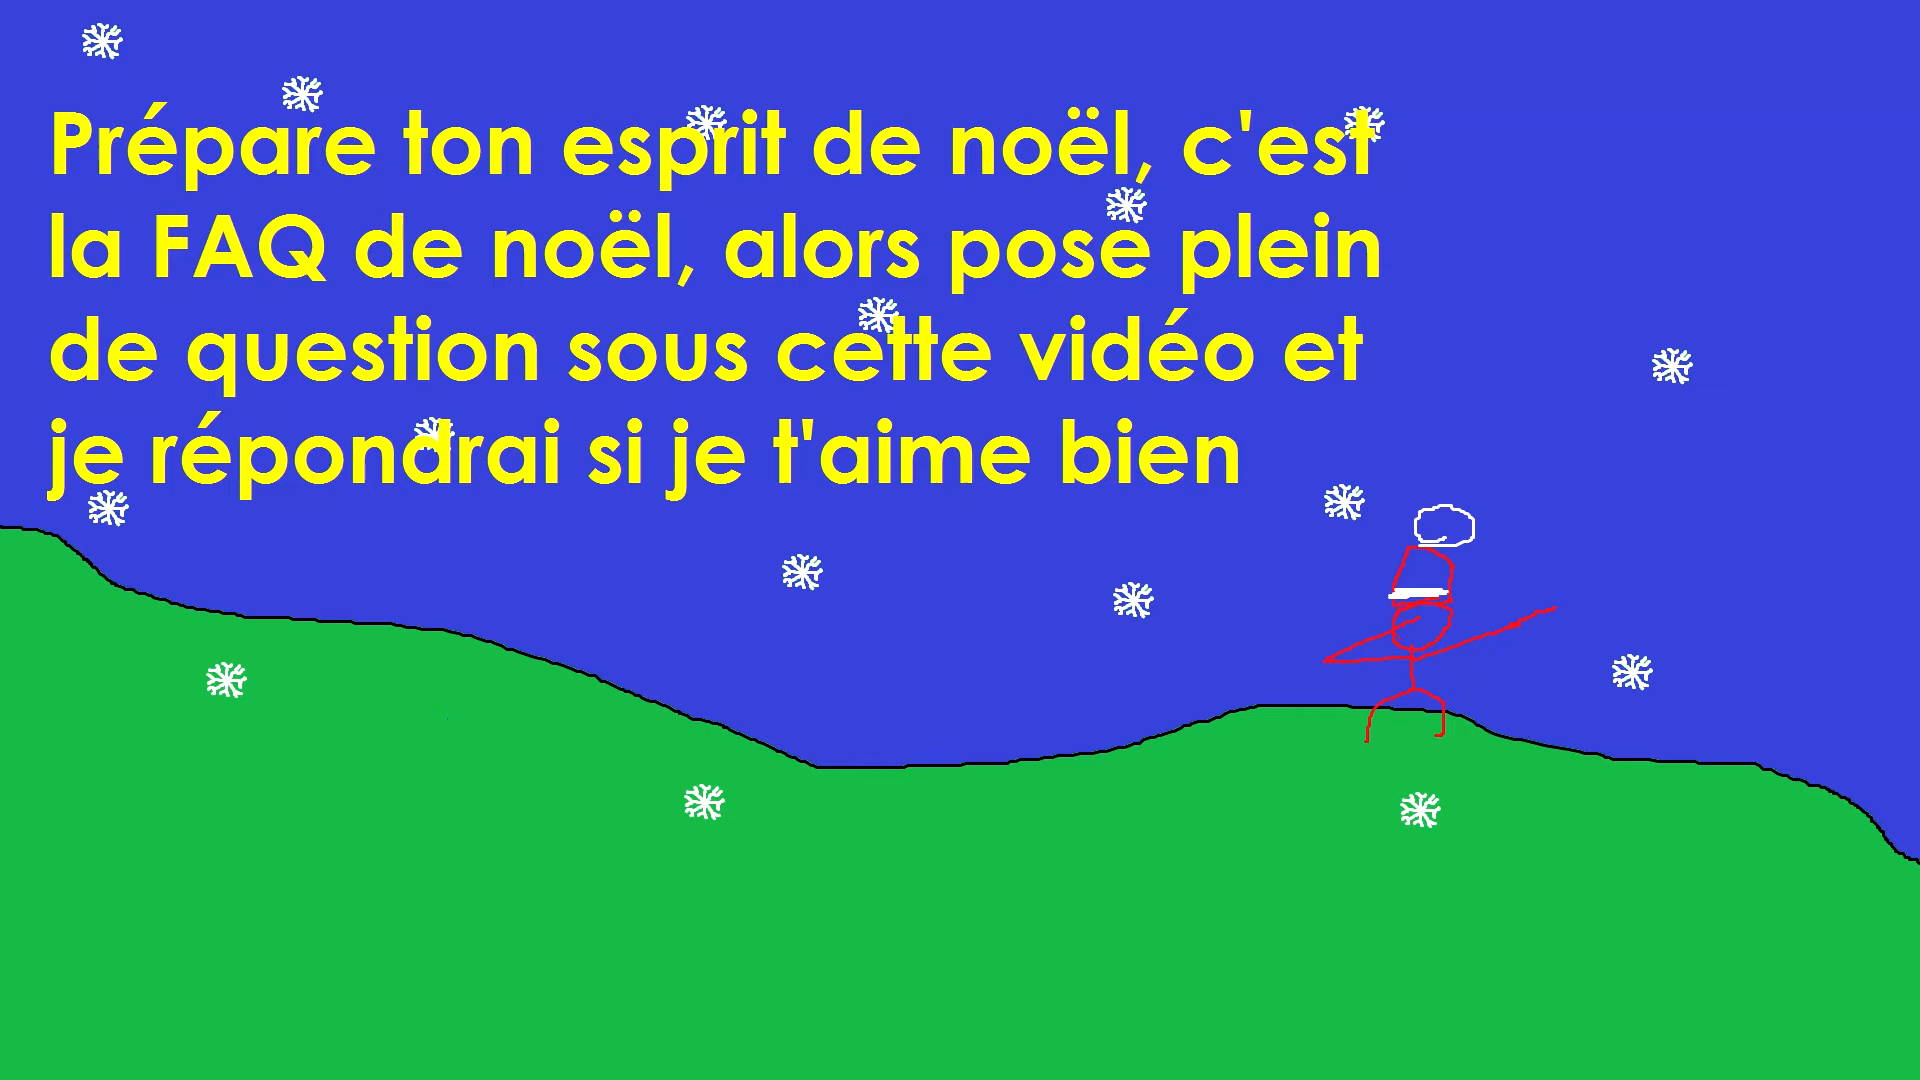 Prépare ton esprit de noël, c'est
la FAQ de noël, alors pose plein
de question sous cette vidéo et
je répondrai si je t'aime bien